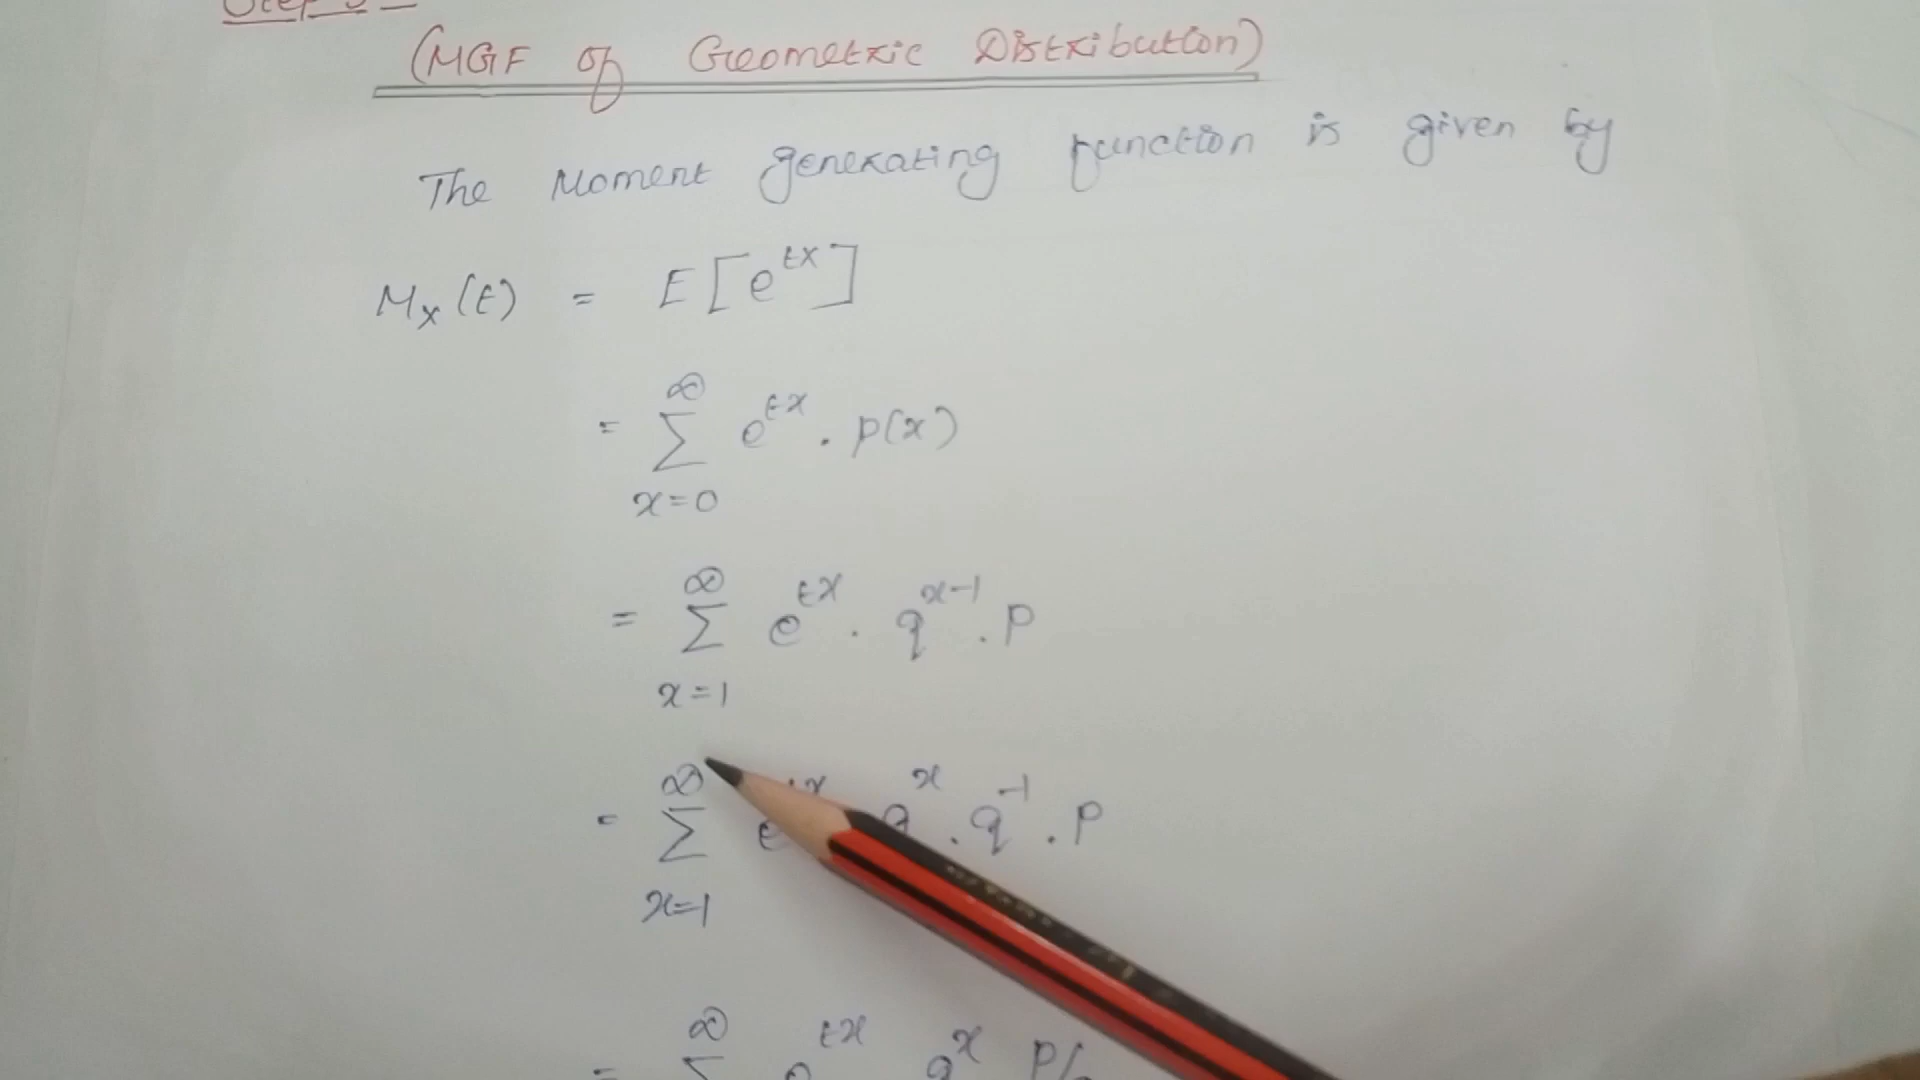 (MGF of Geometric Distribution)
The Moment generating function is given by
Mx(t) = E[e^tX]
= ∞ Σ x=0 e^tx . p(x)
= ∞ Σ x=1 e^tx . q^x-1 . p
= ∞ Σ x=1 e^tx q^x . q^-1 . p
= ∞ Σ e^tx q^x p/